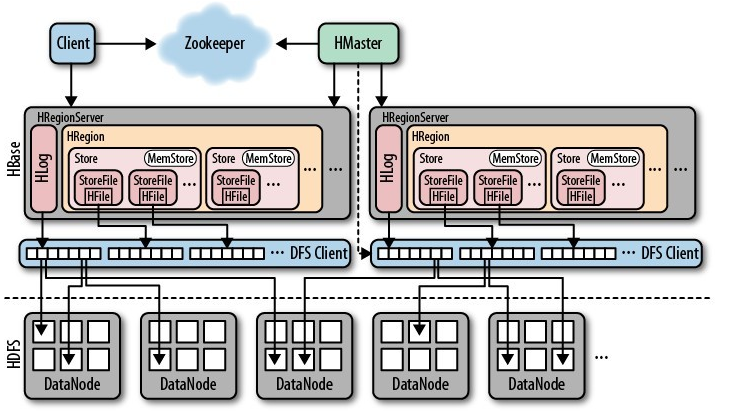 Client
Zookeeper
HMaster
HBase
HRegionServer
HLog
HRegion
Store MemStore
StoreFile
HFile
StoreFile
HFile
...
Store MemStore
StoreFile
HFile
...
...
...
HRegionServer
HLog
HRegion
Store MemStore
StoreFile
HFile
StoreFile
HFile
...
Store MemStore
StoreFile
HFile
...
...
...
... DFS Client
... DFS Client
HDFS
DataNode
DataNode
DataNode
DataNode
DataNode
...